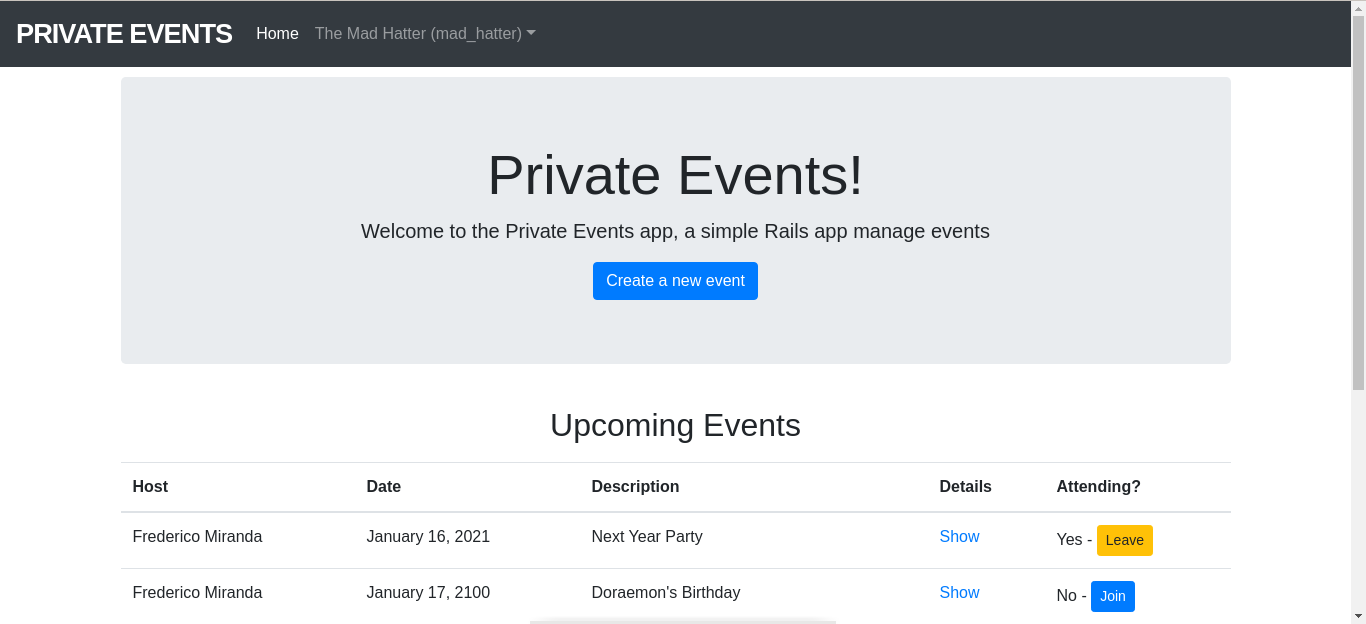 PRIVATE EVENTS Home The Mad Hatter (mad_hatter)
Private Events!
Welcome to the Private Events app, a simple Rails app manage events
Create a new event
Upcoming Events
Host Date Description Details Attending?
Frederico Miranda January 16, 2021 Next Year Party Show Yes - Leave
Frederico Miranda January 17, 2100 Doraemon's Birthday Show No - Join